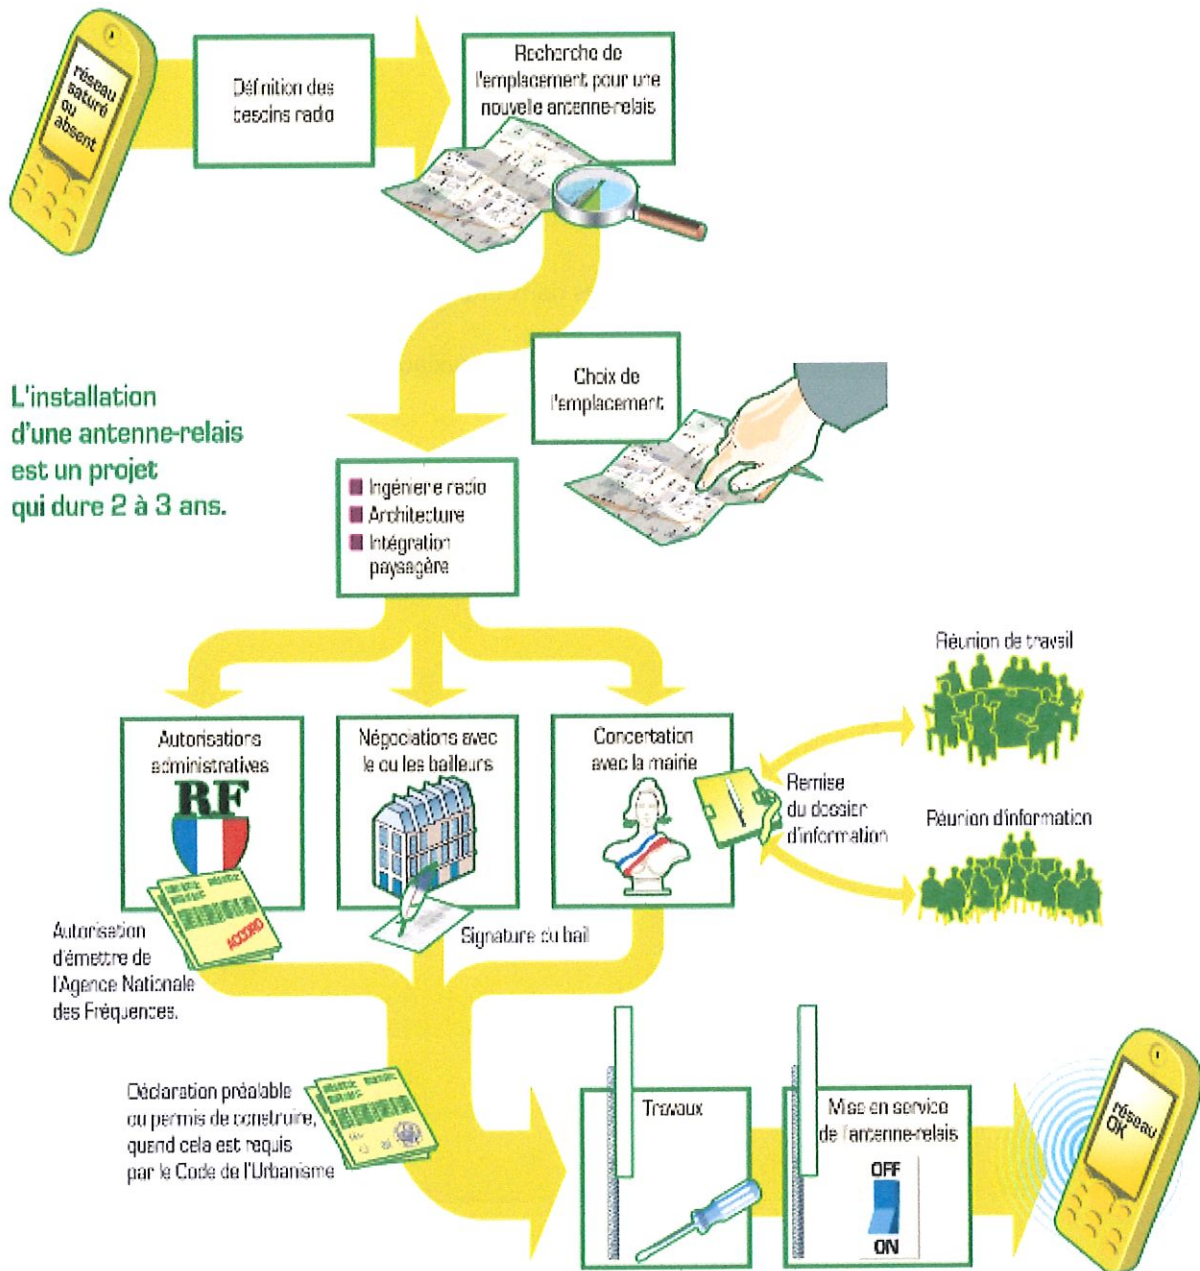 réseau
saturé
ou
absent
Définition des
besoins radio
Recherche de
l'emplacement pour une
nouvelle antenne-relais
Choix de
l'emplacement
L'installation
d'une antenne-relais
est un projet
qui dure 2 à 3 ans.
Ingénierie radio
Architecture
Intégration
paysagère
Autorisations
administratives
RF
ACCORD
Autorisation
d'émettre de
l'Agence Nationale
des Fréquences.
Négociations avec
le ou les bailleurs
Signature du bail
Concertation
avec la mairie
Remise
du dossier
d'information
Réunion de travail
Réunion d'information
Déclaration préalable
ou permis de construire,
quand cela est requis
par le Code de l'Urbanisme
Travaux
Mise en service
de l'antenne-relais
OFF
ON
réseau
OK